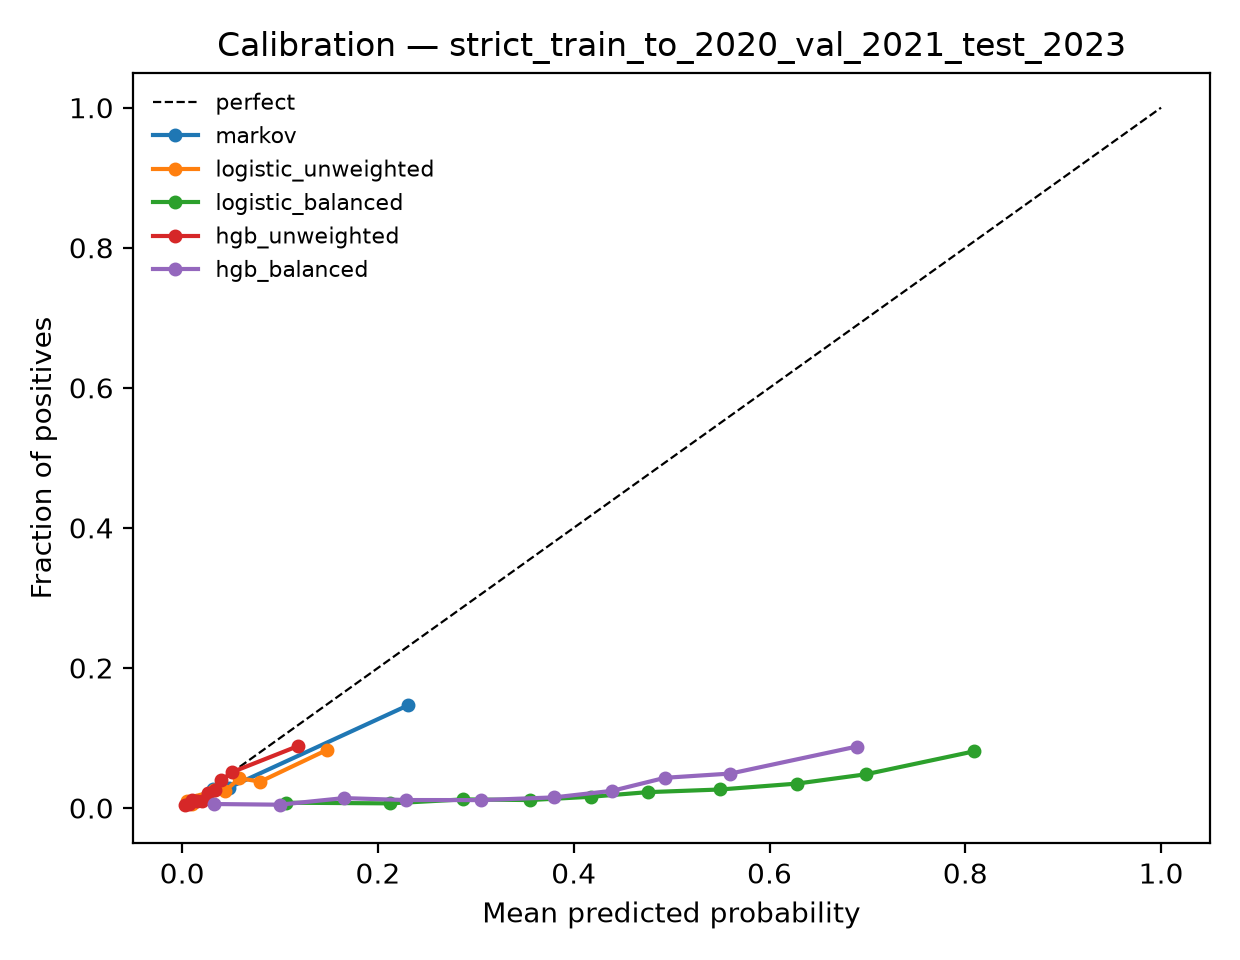 Calibration — strict_train_to_2020_val_2021_test_2023
perfect
markov
logistic_unweighted
logistic_balanced
hgb_unweighted
hgb_balanced
Fraction of positives
1.0
0.8
0.6
0.4
0.2
0.0
0.0 0.2 0.4 0.6 0.8 1.0
Mean predicted probability